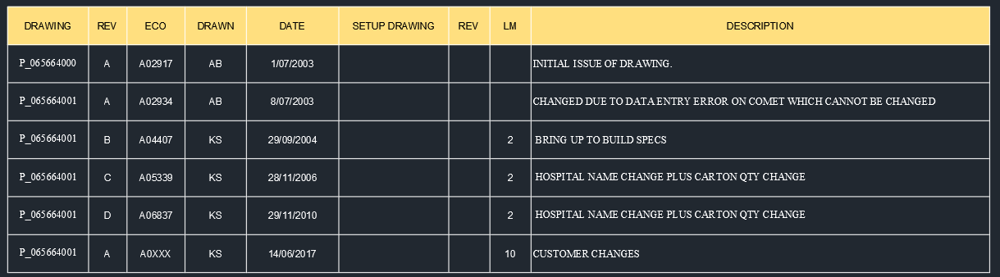 DRAWING REV ECO DRAWN DATE SETUP DRAWING REV LM DESCRIPTION
P_065664000 A A02917 AB 1/07/2003 INITIAL ISSUE OF DRAWING.
P_065664001 A A02934 AB 8/07/2003 CHANGED DUE TO DATA ENTRY ERROR ON COMET WHICH CANNOT BE CHANGED
P_065664001 B A04407 KS 29/09/2004 2 BRING UP TO BUILD SPECS
P_065664001 C A05339 KS 28/11/2006 2 HOSPITAL NAME CHANGE PLUS CARTON QTY CHANGE
P_065664001 D A06837 KS 29/11/2010 2 HOSPITAL NAME CHANGE PLUS CARTON QTY CHANGE
P_065664001 A A0XXX KS 14/06/2017 10 CUSTOMER CHANGES